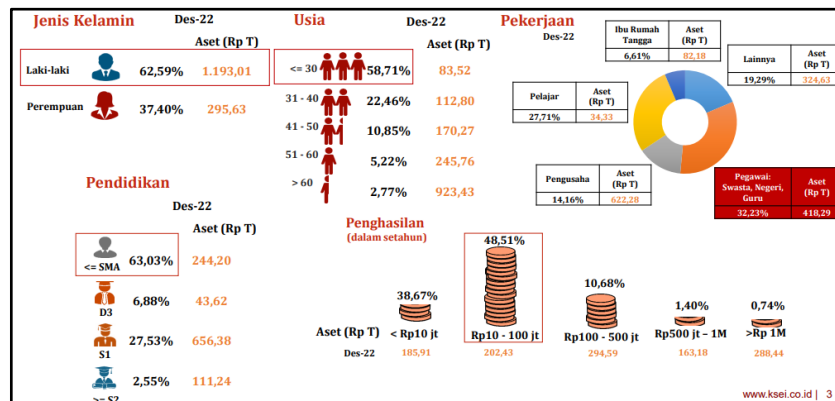 Jenis Kelamin
Des-22
Aset (Rp T)
Laki-laki 62,59% 1.193,01
Perempuan 37,40% 295,63
Usia
Des-22
Aset (Rp T)
<= 30 58,71% 83,52
31 - 40 22,46% 112,80
41 - 50 10,85% 170,27
51 - 60 5,22% 245,76
> 60 2,77% 923,43
Pekerjaan
Des-22
Ibu Rumah Tangga Aset (Rp T)
6,61% 82,18
Lainnya Aset (Rp T)
19,29% 324,63
Pelajar Aset (Rp T)
27,71% 34,33
Pengusaha Aset (Rp T)
14,16% 622,28
Pegawai: Swasta, Negeri, Guru Aset (Rp T)
32,23% 418,29
Pendidikan
Des-22
Aset (Rp T)
<= SMA 63,03% 244,20
D3 6,88% 43,62
S1 27,53% 656,38
>= S2 2,55% 111,24
Penghasilan
(dalam setahun)
38,67% 48,51% 10,68% 1,40% 0,74%
Aset (Rp T) < Rp10 jt Rp10 - 100 jt Rp100 - 500 jt Rp500 jt – 1M >Rp 1M
Des-22 185,91 202,43 294,59 163,18 288,44
www.ksei.co.id | 3